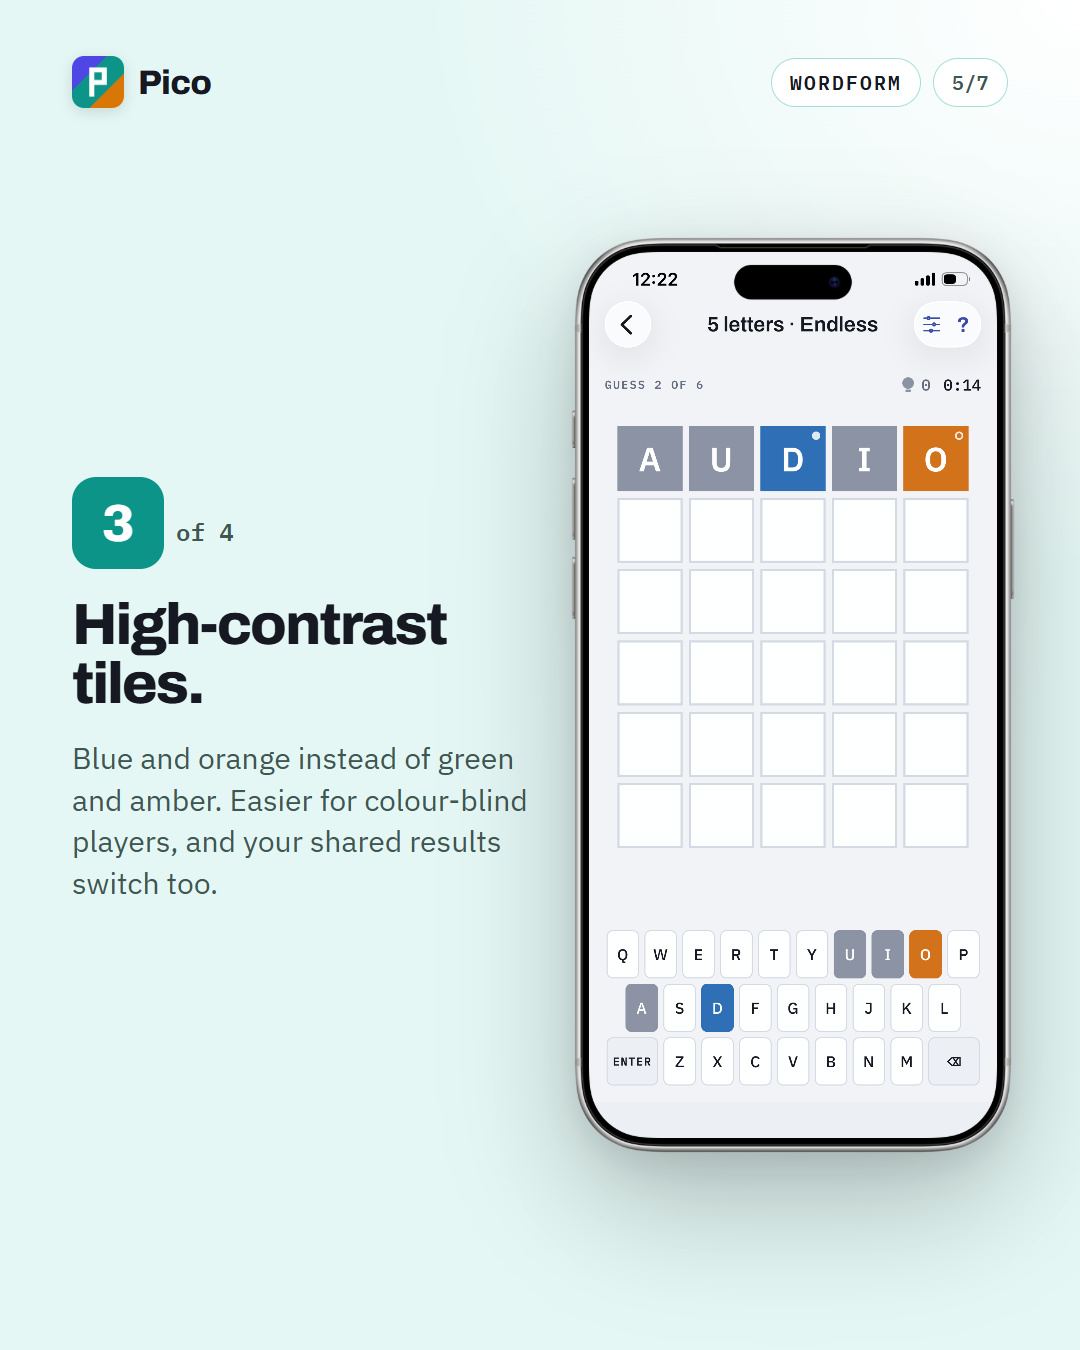 P Pico
WORDFORM 5/7
12:22
5 letters · Endless ?
GUESS 2 OF 6 0 0:14
A U D I O
3 of 4
High-contrast
tiles.
Blue and orange instead of green
and amber. Easier for colour-blind
players, and your shared results
switch too.
Q W E R T Y U I O P
A S D F G H J K L
ENTER Z X C V B N M ⌫